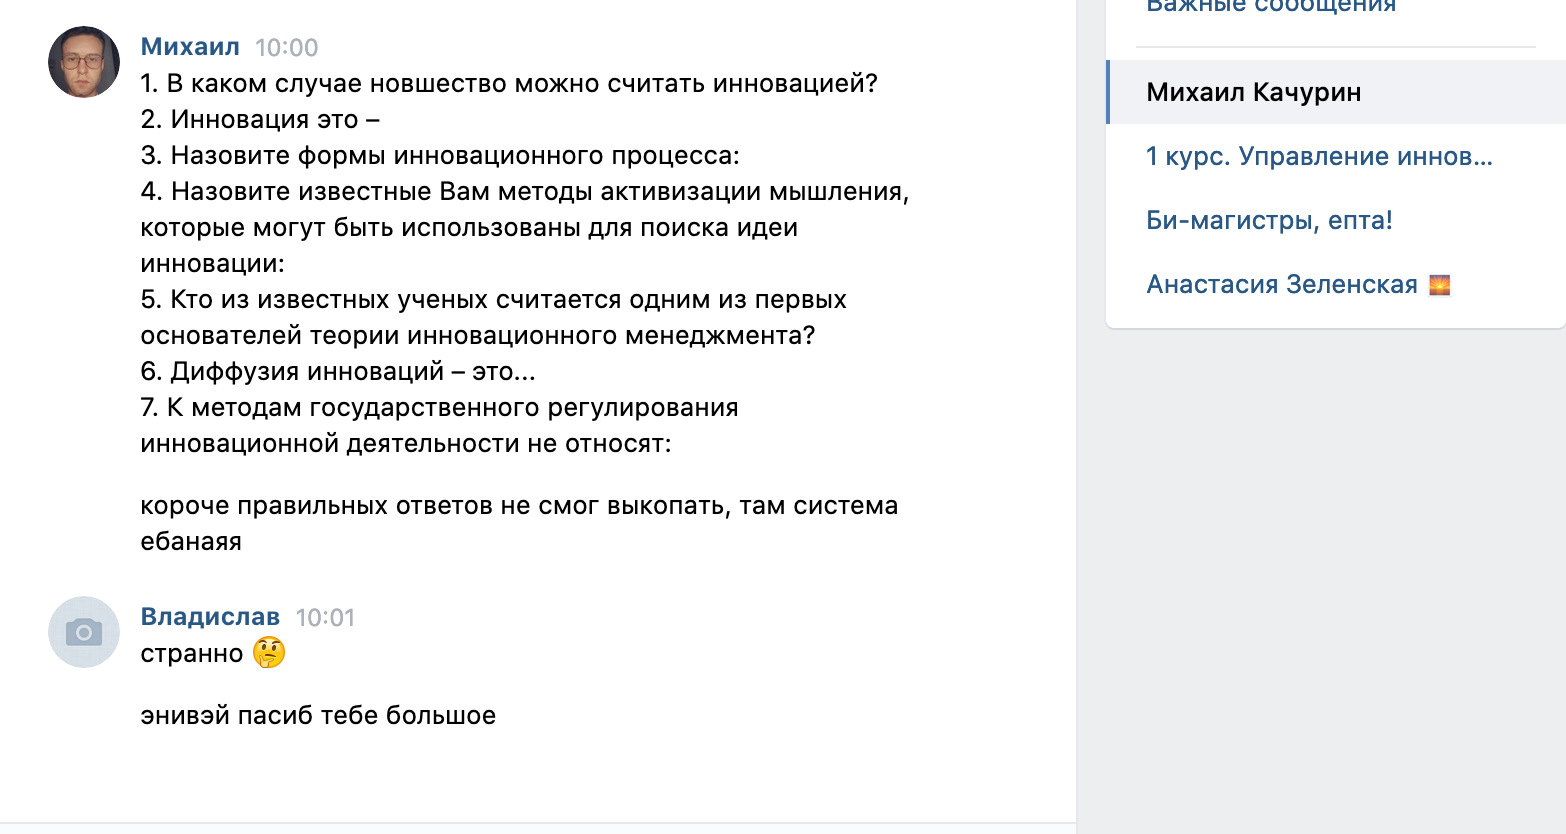 Михаил 10:00
1. В каком случае новшество можно считать инновацией?
2. Инновация это –
3. Назовите формы инновационного процесса:
4. Назовите известные Вам методы активизации мышления,
которые могут быть использованы для поиска идеи
инновации:
5. Кто из известных ученых считается одним из первых
основателей теории инновационного менеджмента?
6. Диффузия инноваций – это...
7. К методам государственного регулирования
инновационной деятельности не относят:
короче правильных ответов не смог выкопать, там система
ебанаяя
Владислав 10:01
странно 🤔
энивэй пасиб тебе большое
Важные сообщения
Михаил Качурин
1 курс. Управление иннов...
Би-магистры, епта!
Анастасия Зеленская 🌅